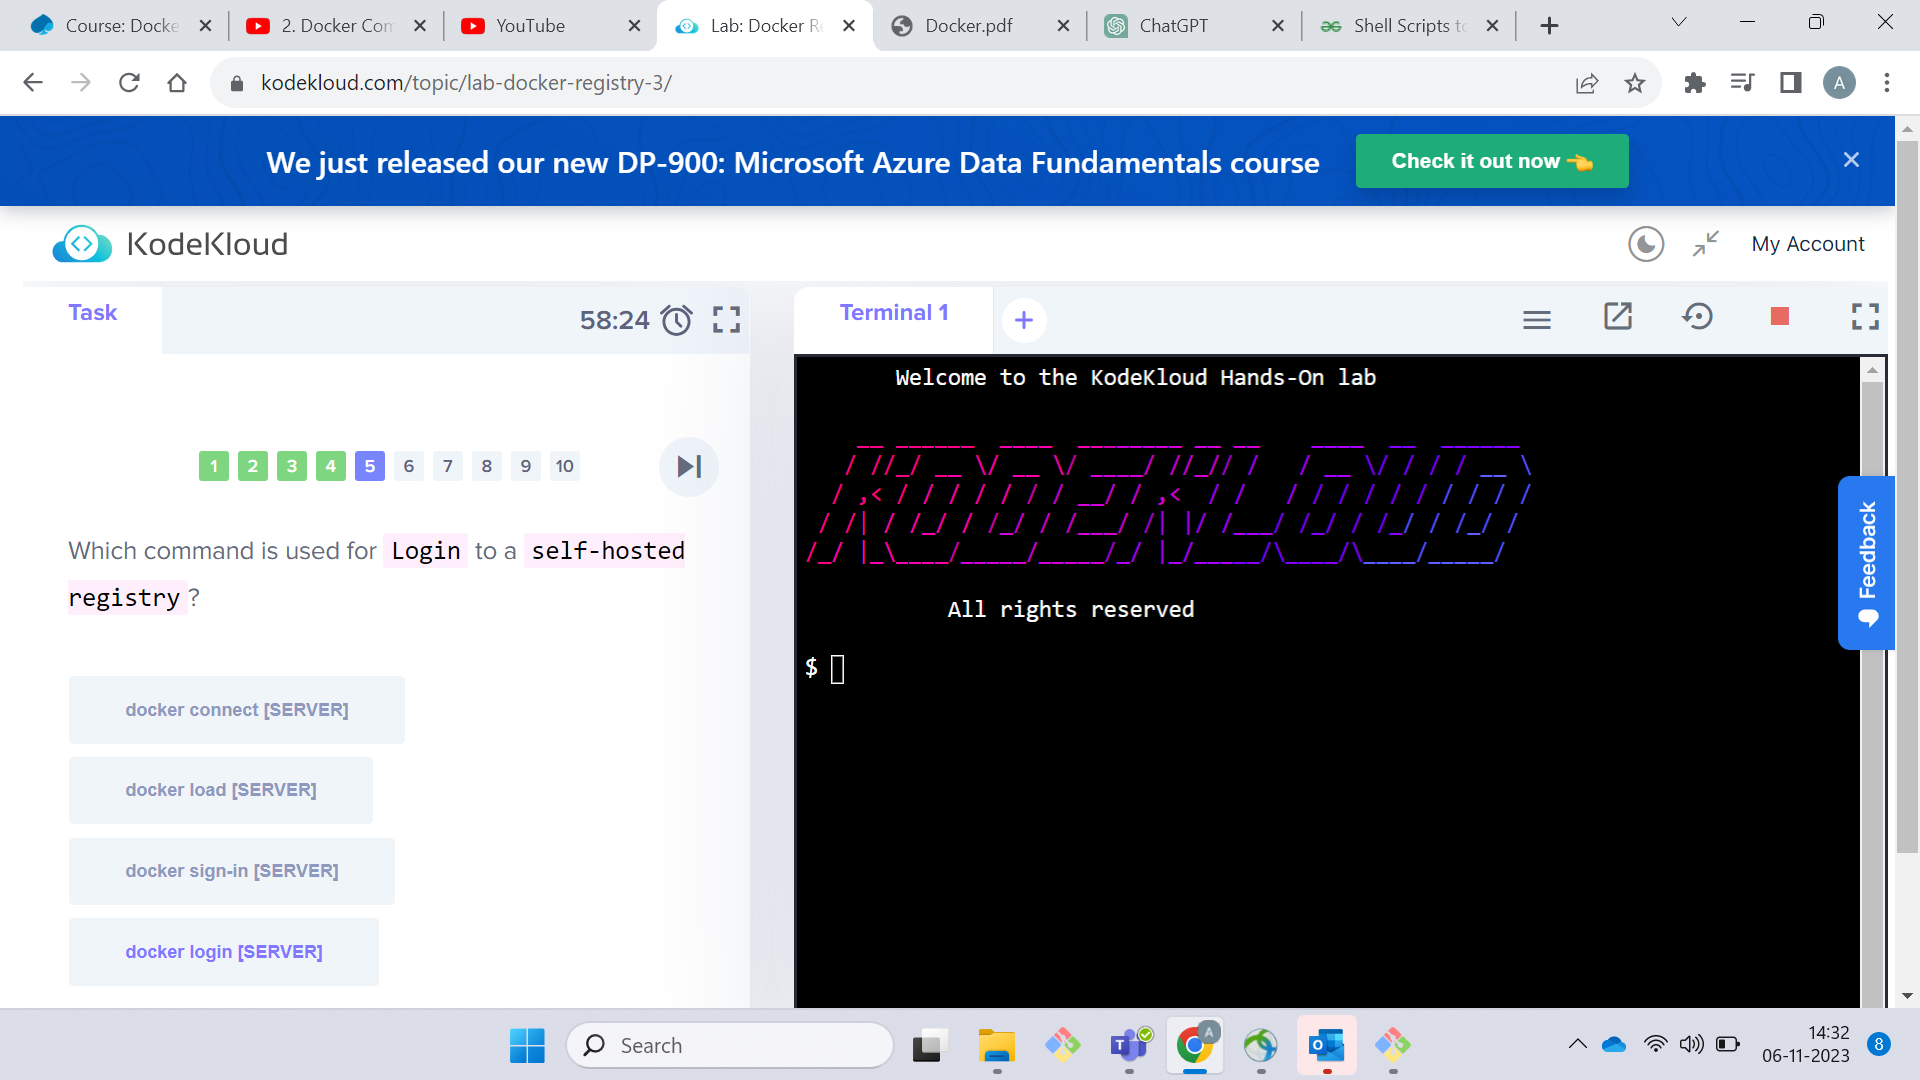 Course: Docke
2. Docker Con
YouTube
Lab: Docker Re
Docker.pdf
ChatGPT
Shell Scripts to
kodekloud.com/topic/lab-docker-registry-3/
A
We just released our new DP-900: Microsoft Azure Data Fundamentals course
Check it out now 👈
KodeKloud
My Account
Task
58:24
Terminal 1
Welcome to the KodeKloud Hands-On lab
KODEKLOUD
All rights reserved
$
1 2 3 4 5 6 7 8 9 10
Which command is used for Login to a self-hosted
registry?
docker connect [SERVER]
docker load [SERVER]
docker sign-in [SERVER]
docker login [SERVER]
Feedback
Search
14:32
06-11-2023
8